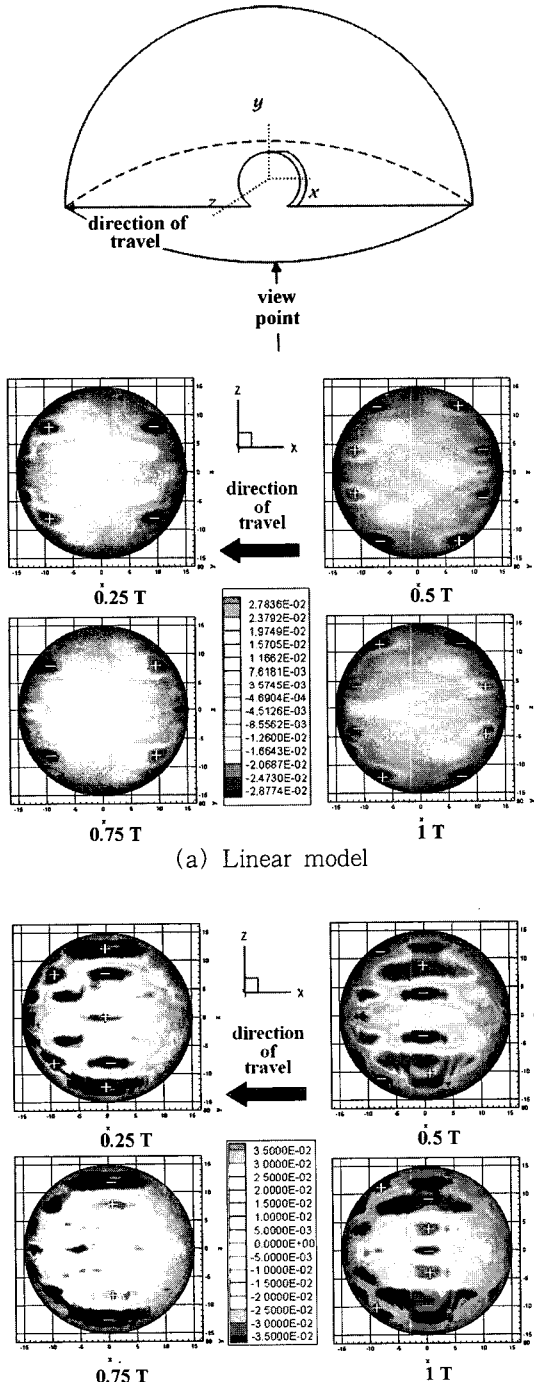 y
z
x
direction of
travel
view
point
z
x
direction
of
travel
0.25 T
0.5 T
2.7836E-02
2.3792E-02
1.9749E-02
1.5705E-02
1.1662E-02
7.6181E-03
3.5745E-03
-4.6904E-04
-4.5126E-03
-8.5562E-03
-1.2600E-02
-1.6643E-02
-2.0687E-02
-2.4730E-02
-2.8774E-02
0.75 T
1 T
(a) Linear model
z
x
direction
of
travel
0.25 T
0.5 T
3.5000E-02
3.0000E-02
2.5000E-02
2.0000E-02
1.5000E-02
1.0000E-02
5.0000E-03
0.0000E+00
-5.0000E-03
-1.0000E-02
-1.5000E-02
-2.0000E-02
-2.5000E-02
-3.0000E-02
-3.5000E-02
0.75 T
1 T